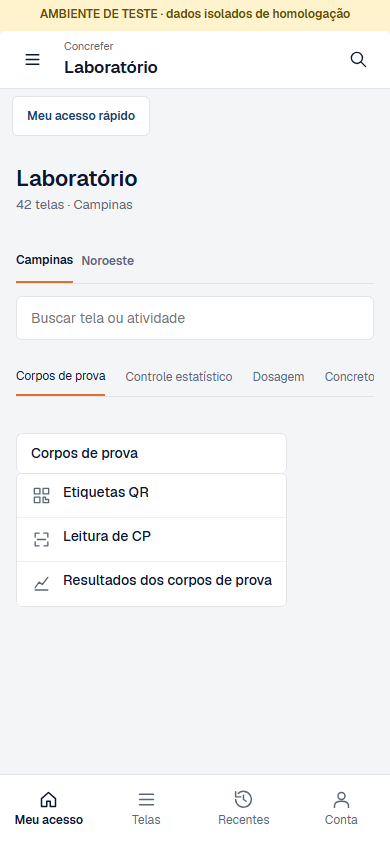 AMBIENTE DE TESTE · dados isolados de homologação
Concrefer
Laboratório
Meu acesso rápido
Laboratório
42 telas · Campinas
Campinas
Noroeste
Buscar tela ou atividade
Corpos de prova
Controle estatístico
Dosagem
Concreto
Corpos de prova
Etiquetas QR
Leitura de CP
Resultados dos corpos de prova
Meu acesso
Telas
Recentes
Conta